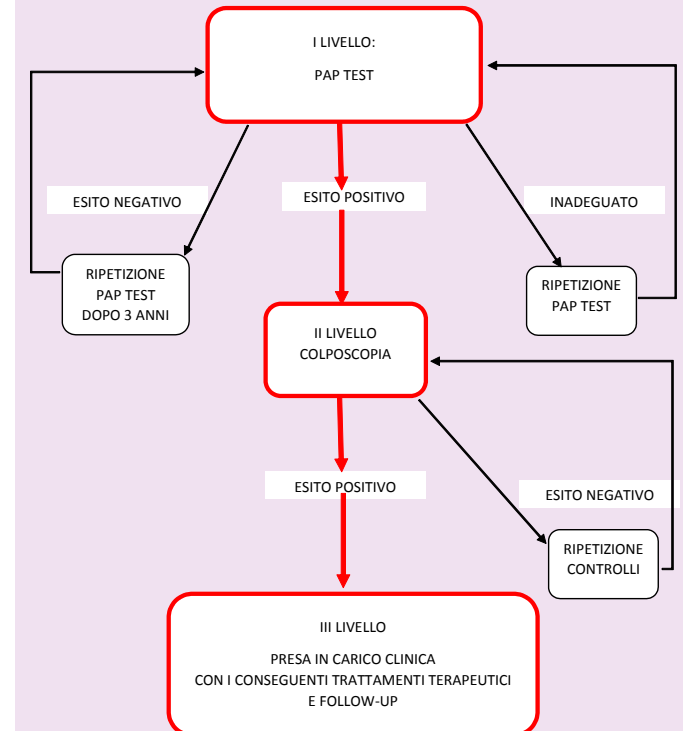 I LIVELLO:
PAP TEST
ESITO NEGATIVO
ESITO POSITIVO
INADEGUATO
RIPETIZIONE
PAP TEST
DOPO 3 ANNI
RIPETIZIONE
PAP TEST
II LIVELLO
COLPOSCOPIA
ESITO POSITIVO
ESITO NEGATIVO
RIPETIZIONE
CONTROLLI
III LIVELLO
PRESA IN CARICO CLINICA
CON I CONSEGUENTI TRATTAMENTI TERAPEUTICI
E FOLLOW-UP